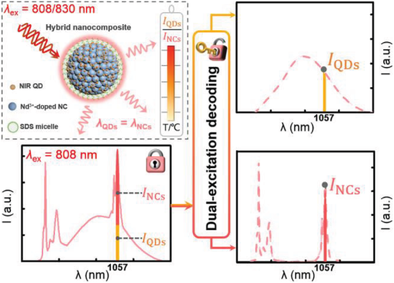 λex = 808/830 nm
Hybrid nanocomposite
IQDs
INCs
NIR QD
Nd³⁺-doped NC
SDS micelle
λQDs = λNCs
T/°C
λex = 808 nm
I (a.u.)
INCs
IQDs
1057
λ (nm)
Dual-excitation decoding
I (a.u.)
IQDs
1057
λ (nm)
I (a.u.)
INCs
1057
λ (nm)